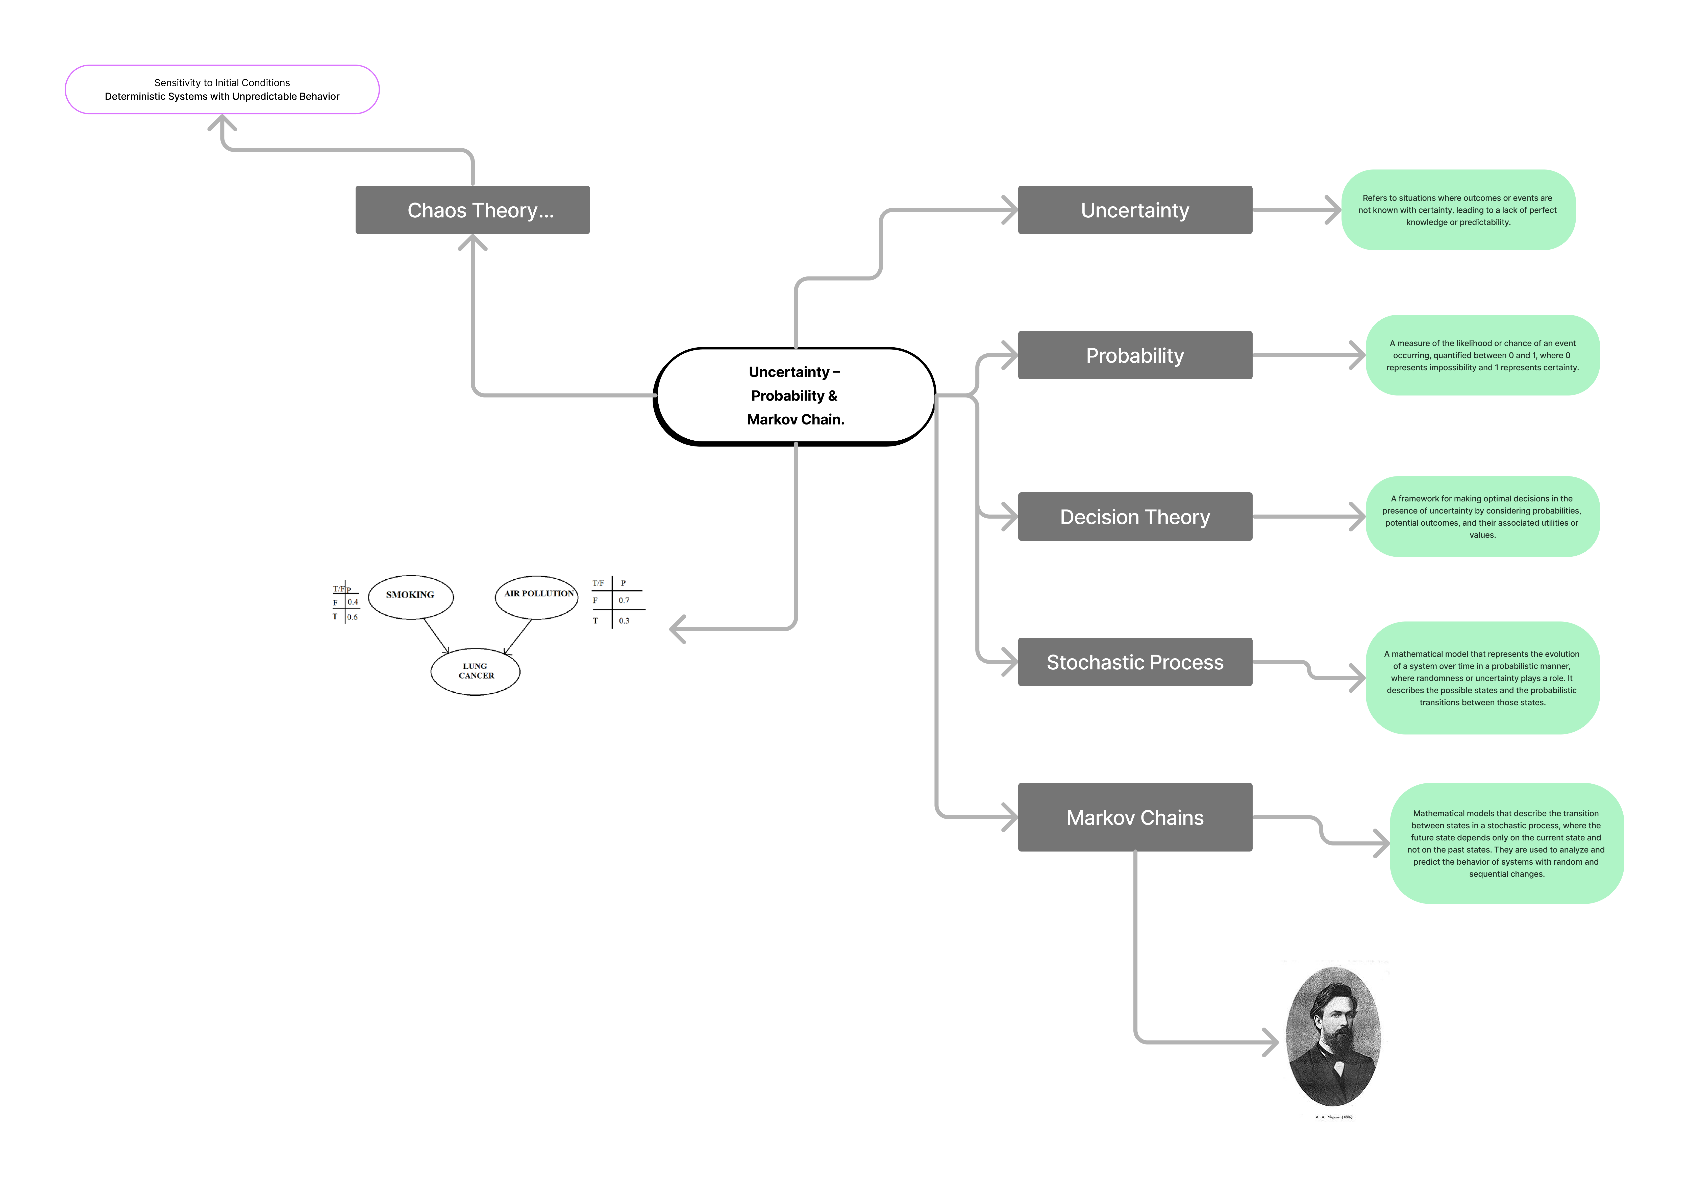 Sensitivity to Initial Conditions
Deterministic Systems with Unpredictable Behavior
Chaos Theory...
Uncertainty
Refers to situations where outcomes or events are
not known with certainty, leading to a lack of perfect
knowledge or predictability.
Uncertainty –
Probability &
Markov Chain.
Probability
A measure of the likelihood or chance of an event
occurring, quantified between 0 and 1, where 0
represents impossibility and 1 represents certainty.
Decision Theory
A framework for making optimal decisions in the
presence of uncertainty by considering probabilities,
potential outcomes, and their associated utilities or
values.
T/F P
F 0.4
T 0.6
SMOKING
AIR POLLUTION
T/F P
F 0.7
T 0.3
LUNG
CANCER
Stochastic Process
A mathematical model that represents the evolution
of a system over time in a probabilistic manner,
where randomness or uncertainty plays a role. It
describes the possible states and the probabilistic
transitions between those states.
Markov Chains
Mathematical models that describe the transition
between states in a stochastic process, where the
future state depends only on the current state and
not on the past states. They are used to analyze and
predict the behavior of systems with random and
sequential changes.